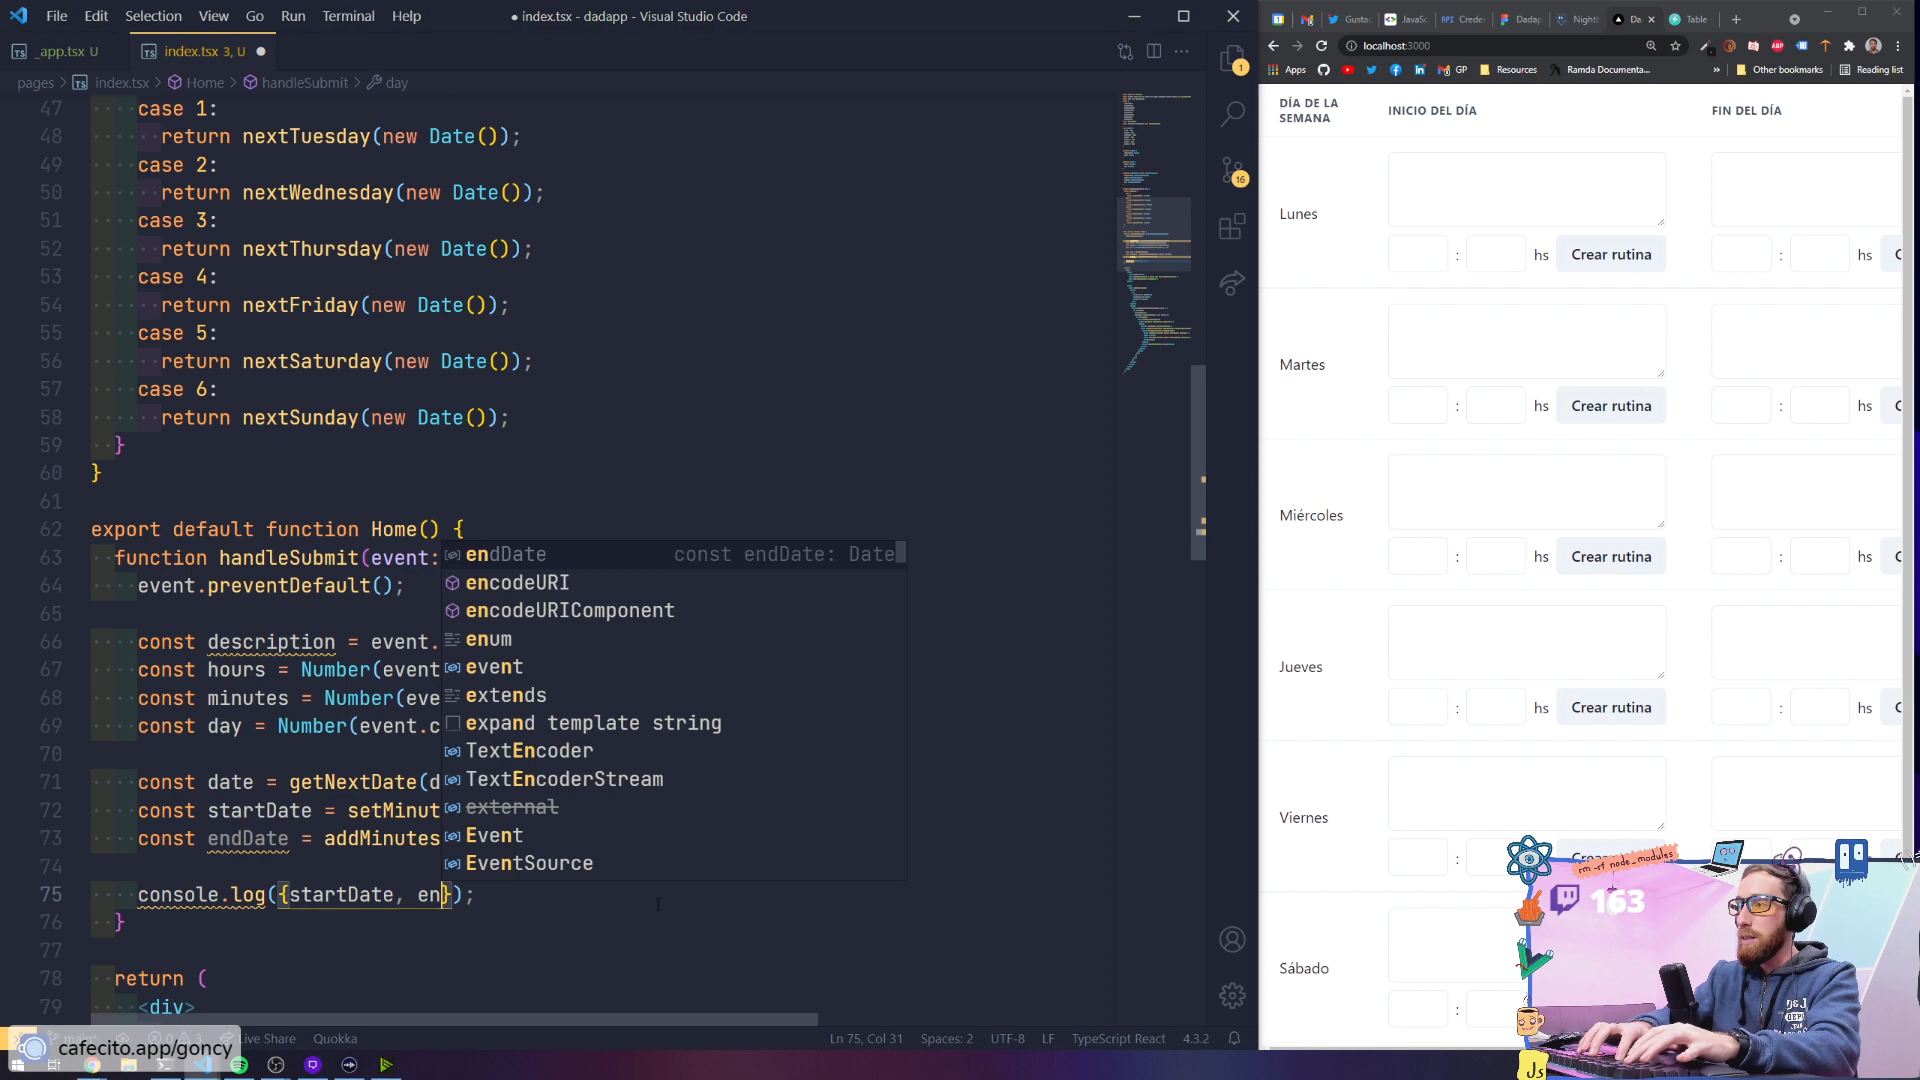 File Edit Selection View Go Run Terminal Help
● index.tsx - dadapp - Visual Studio Code
_app.tsx U
index.tsx 3, U ●
pages > index.tsx > Home > handleSubmit > day
47 case 1:
48 return nextTuesday(new Date());
49 case 2:
50 return nextWednesday(new Date());
51 case 3:
52 return nextThursday(new Date());
53 case 4:
54 return nextFriday(new Date());
55 case 5:
56 return nextSaturday(new Date());
57 case 6:
58 return nextSunday(new Date());
59 }
60 }
61
62 export default function Home() {
63 function handleSubmit(event:
64 event.preventDefault();
65
66 const description = event.
67 const hours = Number(event
68 const minutes = Number(eve
69 const day = Number(event.c
70
71 const date = getNextDate(d
72 const startDate = setMinut
73 const endDate = addMinutes
74
75 console.log({startDate, en});
76 }
77
78 return (
79 <div>
endDate const endDate: Date
encodeURI
encodeURIComponent
enum
event
extends
expand template string
TextEncoder
TextEncoderStream
external
Event
EventSource
1
16
Live Share Quokka
Ln 75, Col 31 Spaces: 2 UTF-8 LF TypeScript React 4.3.2
cafecito.app/goncy
Gusta JavaSc Crede Dadap Night Da Table
localhost:3000
Apps GP Resources Ramda Documenta... » Other bookmarks Reading list
DÍA DE LA SEMANA INICIO DEL DÍA FIN DEL DÍA
Lunes
: hs Crear rutina : hs C
Martes
: hs Crear rutina : hs C
Miércoles
: hs Crear rutina : hs C
Jueves
: hs Crear rutina : hs C
Viernes
:
Sábado
:
rm -rf node_modules
163
Js